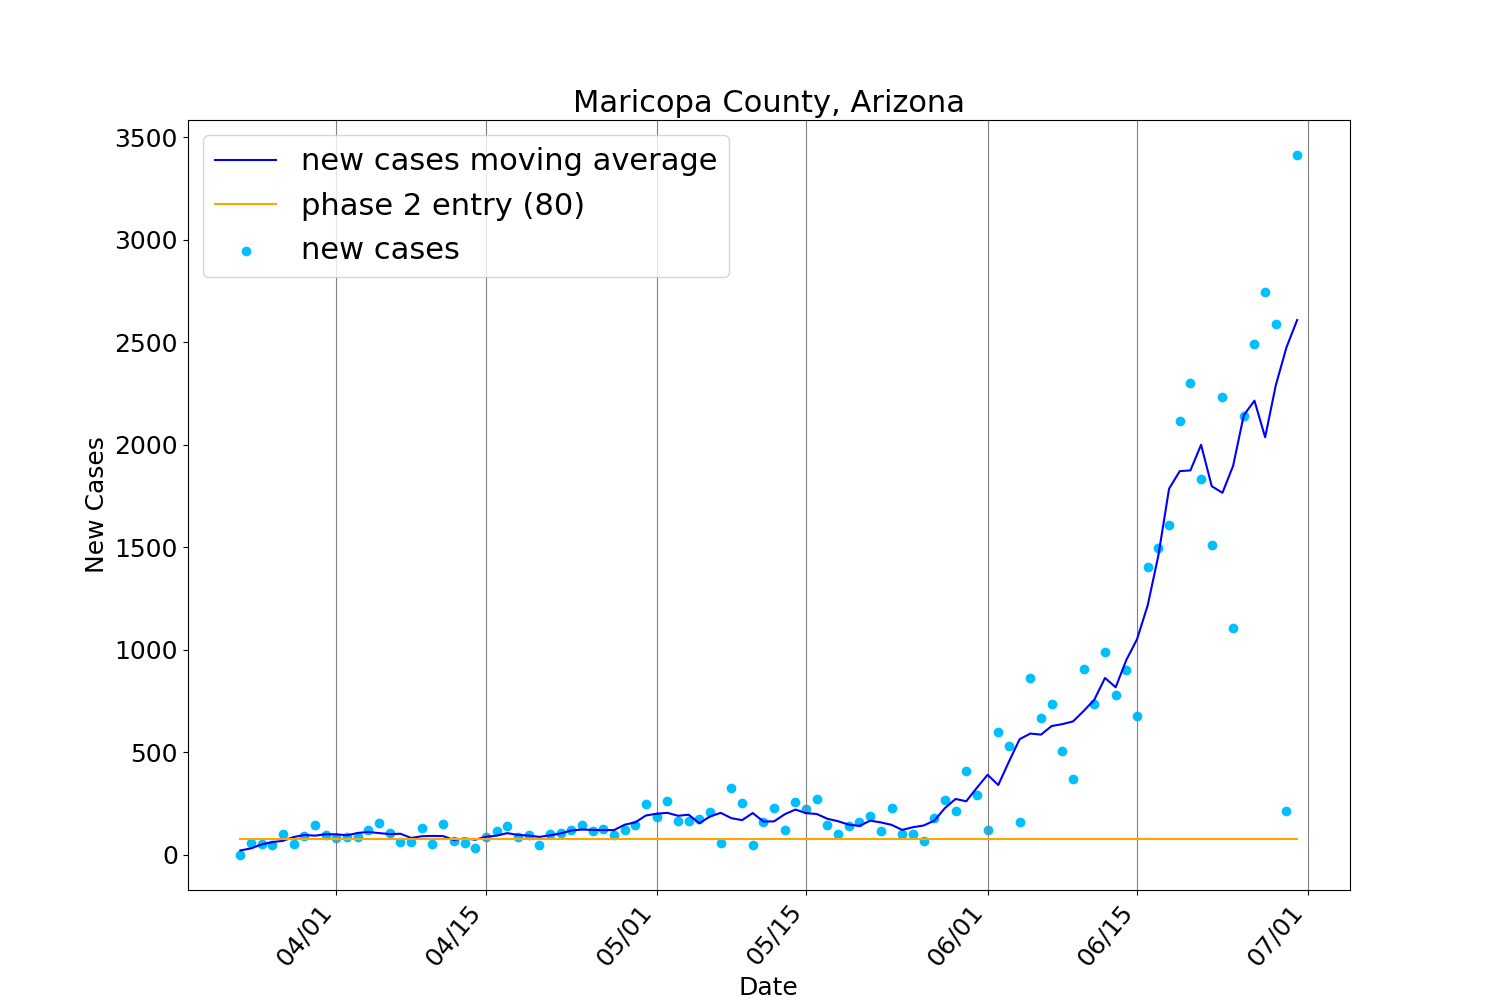 Maricopa County, Arizona
3500
3000
2500
2000
1500
1000
500
0
New Cases
new cases moving average
phase 2 entry (80)
new cases
04/01
04/15
05/01
05/15
06/01
06/15
07/01
Date